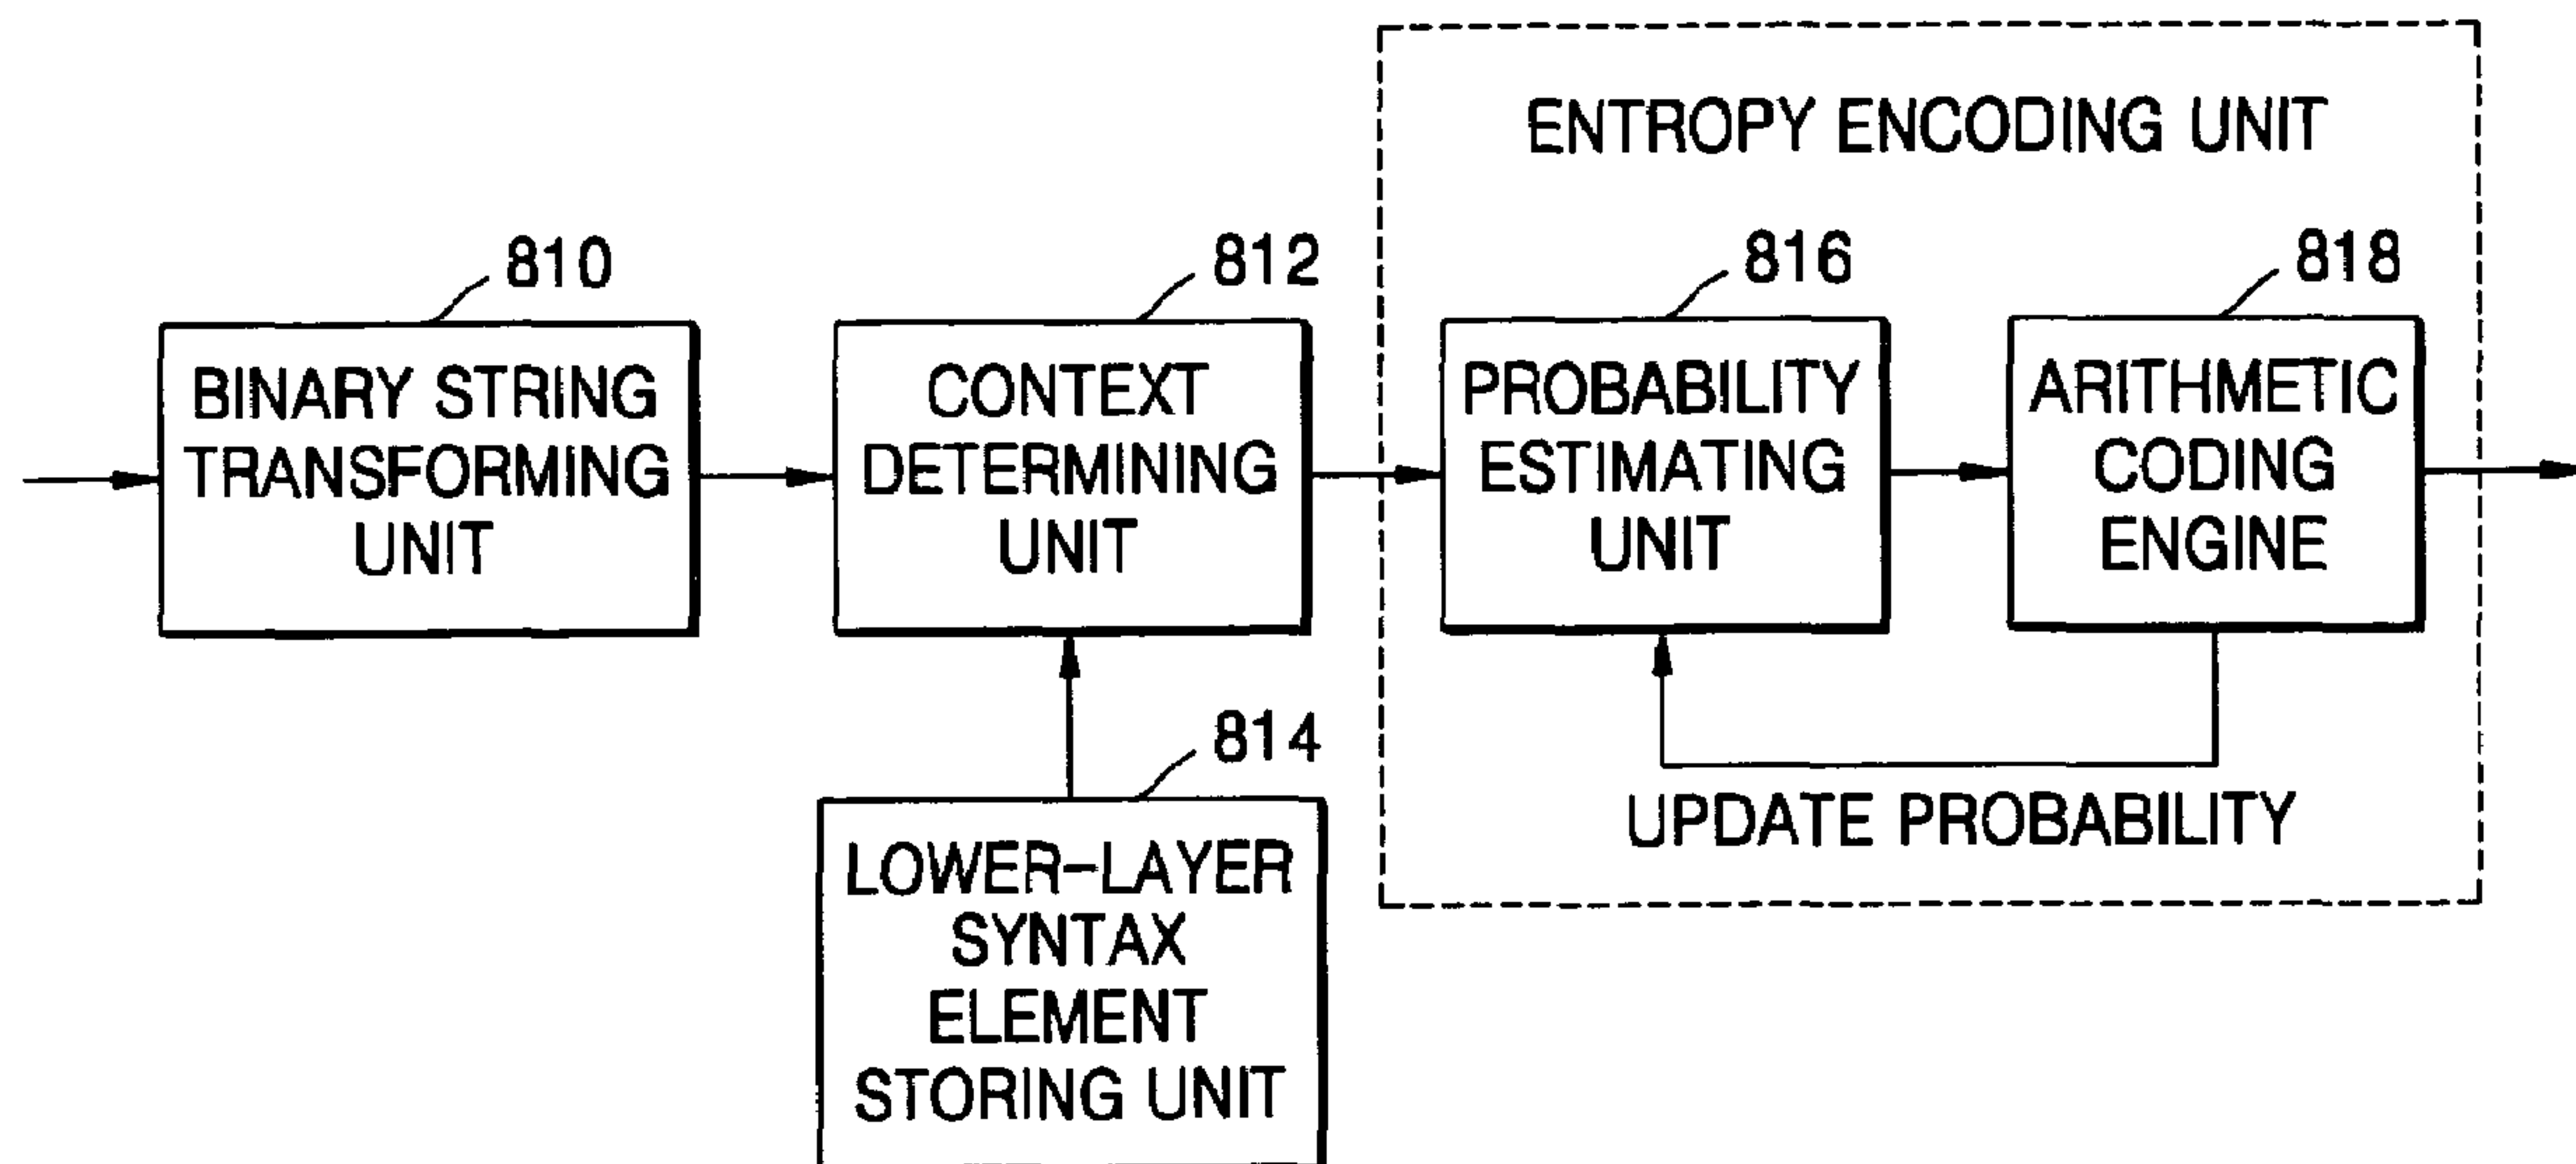 ENTROPY ENCODING UNIT
810
812
816
818
BINARY STRING
TRANSFORMING
UNIT
CONTEXT
DETERMINING
UNIT
PROBABILITY
ESTIMATING
UNIT
ARITHMETIC
CODING
ENGINE
814
UPDATE PROBABILITY
LOWER-LAYER
SYNTAX
ELEMENT
STORING UNIT